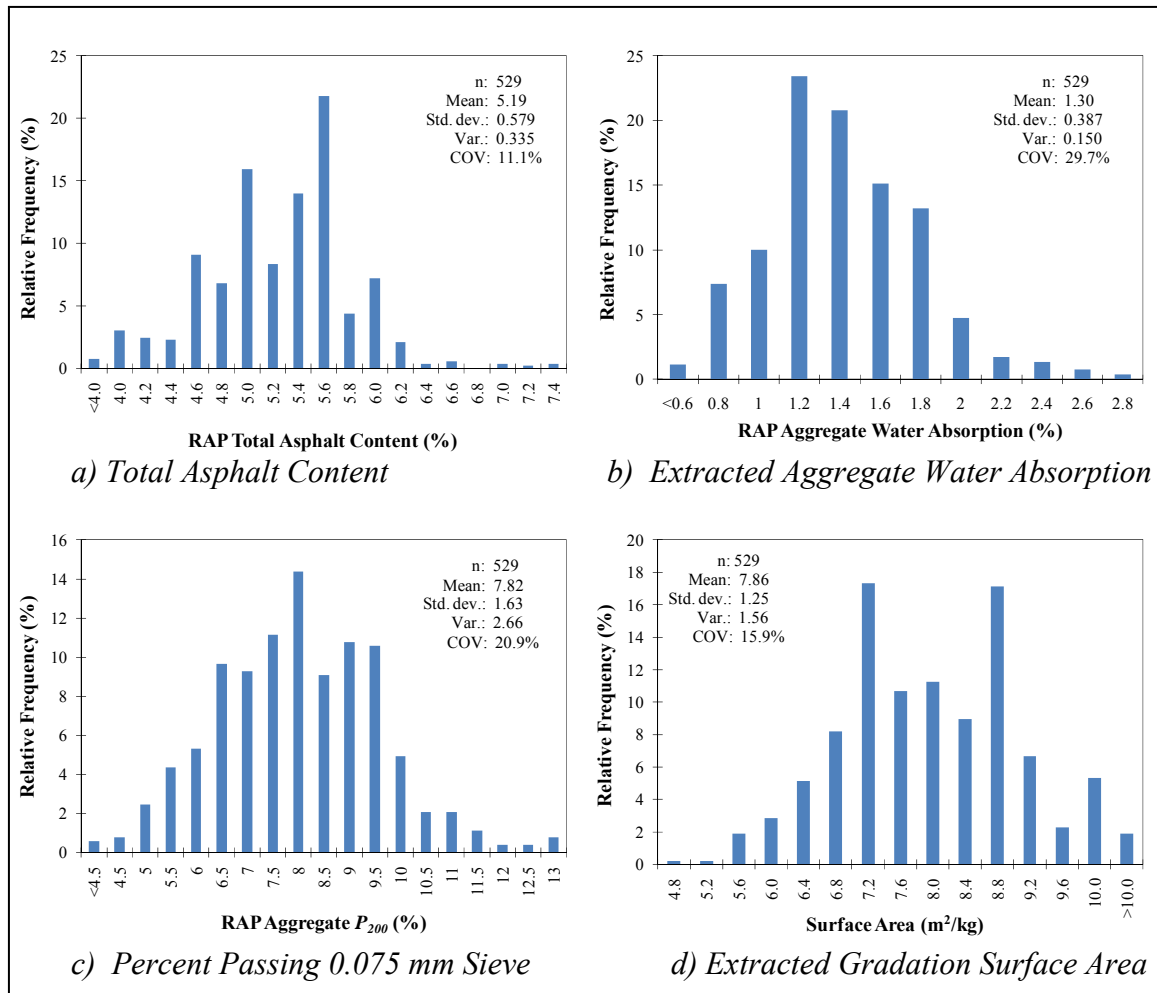 25
20
15
10
5
0
Relative Frequency (%)
n: 529
Mean: 5.19
Std. dev.: 0.579
Var.: 0.335
COV: 11.1%
<4.0 4.0 4.2 4.4 4.6 4.8 5.0 5.2 5.4 5.6 5.8 6.0 6.2 6.4 6.6 6.8 7.0 7.2 7.4
RAP Total Asphalt Content (%)
a) Total Asphalt Content
25
20
15
10
5
0
Relative Frequency (%)
n: 529
Mean: 1.30
Std. dev.: 0.387
Var.: 0.150
COV: 29.7%
<0.6 0.8 1 1.2 1.4 1.6 1.8 2 2.2 2.4 2.6 2.8
RAP Aggregate Water Absorption (%)
b) Extracted Aggregate Water Absorption
16
14
12
10
8
6
4
2
0
Relative Frequency (%)
n: 529
Mean: 7.82
Std. dev.: 1.63
Var.: 2.66
COV: 20.9%
<4.5 4.5 5 5.5 6 6.5 7 7.5 8 8.5 9 9.5 10 10.5 11 11.5 12 12.5 13
RAP Aggregate P200 (%)
c) Percent Passing 0.075 mm Sieve
20
18
16
14
12
10
8
6
4
2
0
Relative Frequency (%)
n: 529
Mean: 7.86
Std. dev.: 1.25
Var.: 1.56
COV: 15.9%
4.8 5.2 5.6 6.0 6.4 6.8 7.2 7.6 8.0 8.4 8.8 9.2 9.6 10.0 >10.0
Surface Area (m²/kg)
d) Extracted Gradation Surface Area